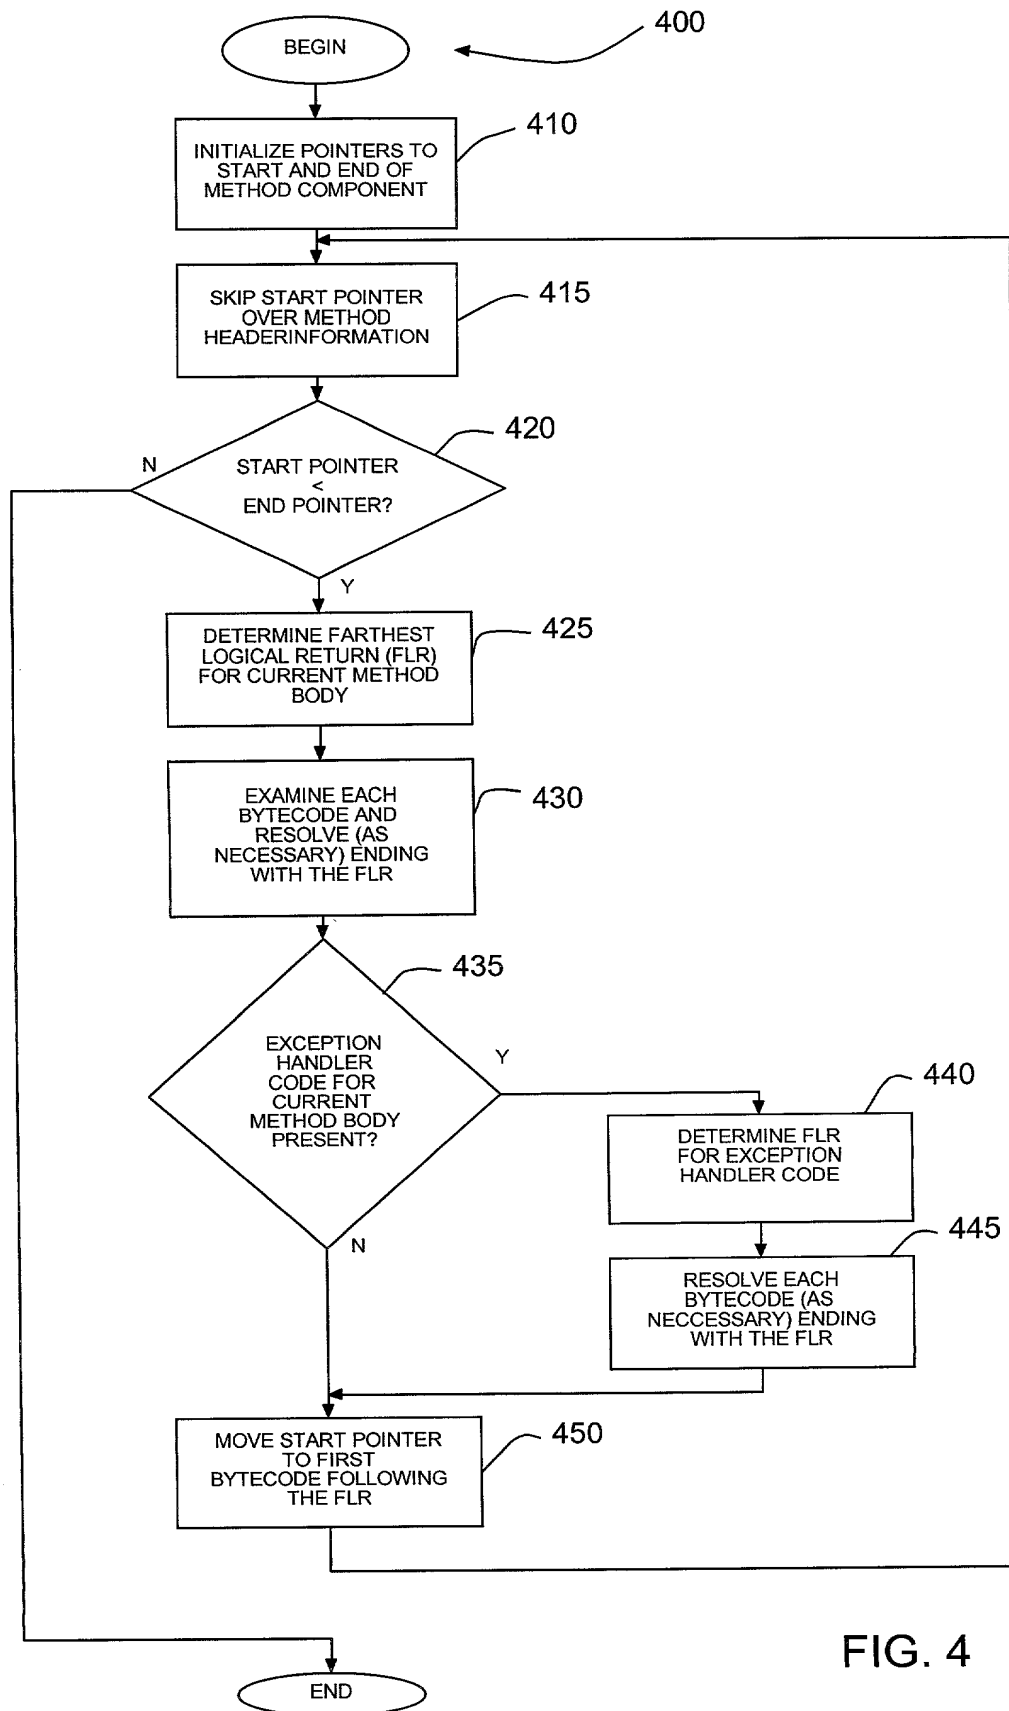 BEGIN
400
INITIALIZE POINTERS TO
START AND END OF
METHOD COMPONENT
410
SKIP START POINTER
OVER METHOD
HEADERINFORMATION
415
START POINTER
<
END POINTER?
420
N
Y
DETERMINE FARTHEST
LOGICAL RETURN (FLR)
FOR CURRENT METHOD
BODY
425
EXAMINE EACH
BYTECODE AND
RESOLVE (AS
NECESSARY) ENDING
WITH THE FLR
430
EXCEPTION
HANDLER
CODE FOR
CURRENT
METHOD BODY
PRESENT?
435
Y
N
DETERMINE FLR
FOR EXCEPTION
HANDLER CODE
440
RESOLVE EACH
BYTECODE (AS
NECCESSARY) ENDING
WITH THE FLR
445
MOVE START POINTER
TO FIRST
BYTECODE FOLLOWING
THE FLR
450
END
FIG. 4